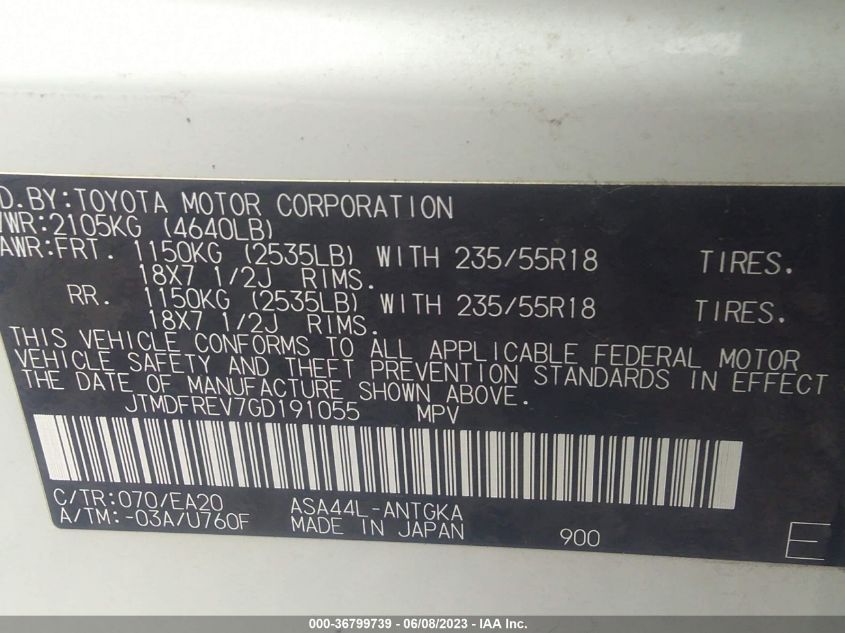 D.BY:TOYOTA MOTOR CORPORATION
VWR:2105KG (4640LB)
AWR:FRT. 1150KG (2535LB) WITH 235/55R18 TIRES.
18X7 1/2J RIMS.
RR. 1150KG (2535LB) WITH 235/55R18 TIRES.
18X7 1/2J RIMS.
THIS VEHICLE CONFORMS TO ALL APPLICABLE FEDERAL MOTOR
VEHICLE SAFETY AND THEFT PREVENTION STANDARDS IN EFFECT
THE DATE OF MANUFACTURE SHOWN ABOVE.
JTMDFREV7GD191055 MPV
C/TR:070/EA20 ASA44L-ANTGKA
A/TM:-03A/U760F MADE IN JAPAN 900 E
000-36799739 - 06/08/2023 - IAA Inc.